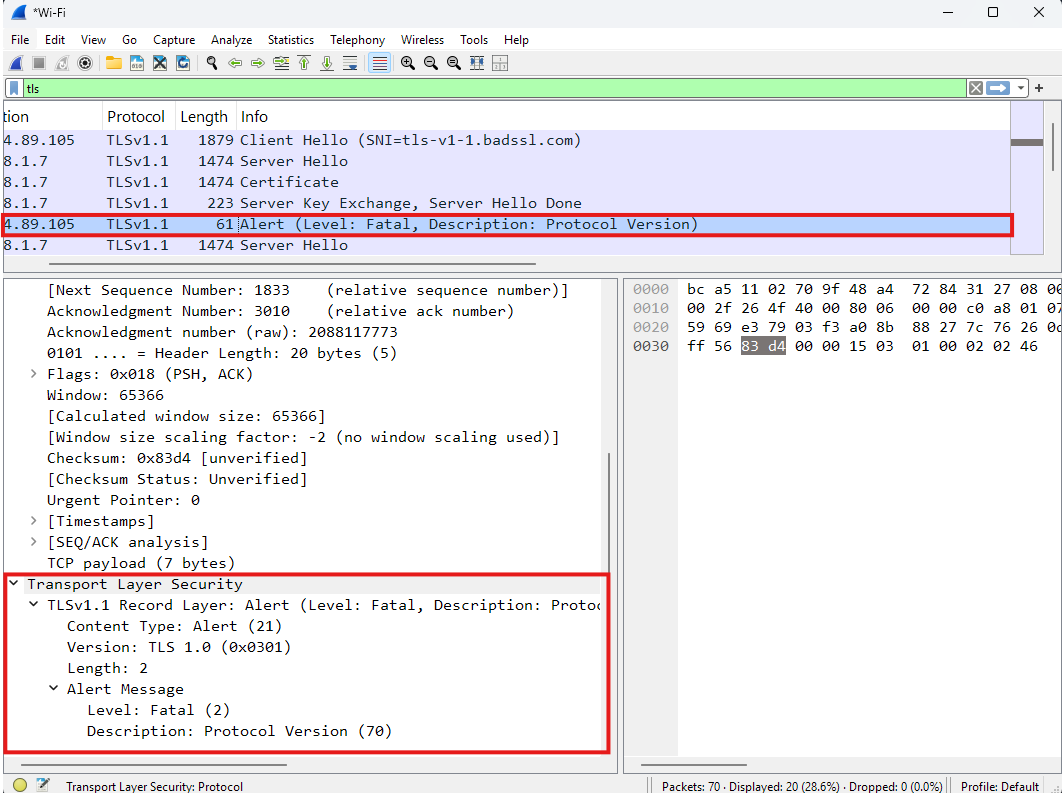 *Wi-Fi
File Edit View Go Capture Analyze Statistics Telephony Wireless Tools Help
tls
tion Protocol Length Info
4.89.105 TLSv1.1 1879 Client Hello (SNI=tls-v1-1.badssl.com)
8.1.7 TLSv1.1 1474 Server Hello
8.1.7 TLSv1.1 1474 Certificate
8.1.7 TLSv1.1 223 Server Key Exchange, Server Hello Done
4.89.105 TLSv1.1 61 Alert (Level: Fatal, Description: Protocol Version)
8.1.7 TLSv1.1 1474 Server Hello
[Next Sequence Number: 1833 (relative sequence number)]
Acknowledgment Number: 3010 (relative ack number)
Acknowledgment number (raw): 2088117773
0101 .... = Header Length: 20 bytes (5)
Flags: 0x018 (PSH, ACK)
Window: 65366
[Calculated window size: 65366]
[Window size scaling factor: -2 (no window scaling used)]
Checksum: 0x83d4 [unverified]
[Checksum Status: Unverified]
Urgent Pointer: 0
[Timestamps]
[SEQ/ACK analysis]
TCP payload (7 bytes)
Transport Layer Security
TLSv1.1 Record Layer: Alert (Level: Fatal, Description: Protoc
Content Type: Alert (21)
Version: TLS 1.0 (0x0301)
Length: 2
Alert Message
Level: Fatal (2)
Description: Protocol Version (70)
0000 bc a5 11 02 70 9f 48 a4 72 84 31 27 08 00
0010 00 2f 26 4f 40 00 80 06 00 00 c0 a8 01 07
0020 59 69 e3 79 03 f3 a0 8b 88 27 7c 76 26 0d
0030 ff 56 83 d4 00 00 15 03 01 00 02 02 46
Transport Layer Security: Protocol
Packets: 70 · Displayed: 20 (28.6%) · Dropped: 0 (0.0%)
Profile: Default